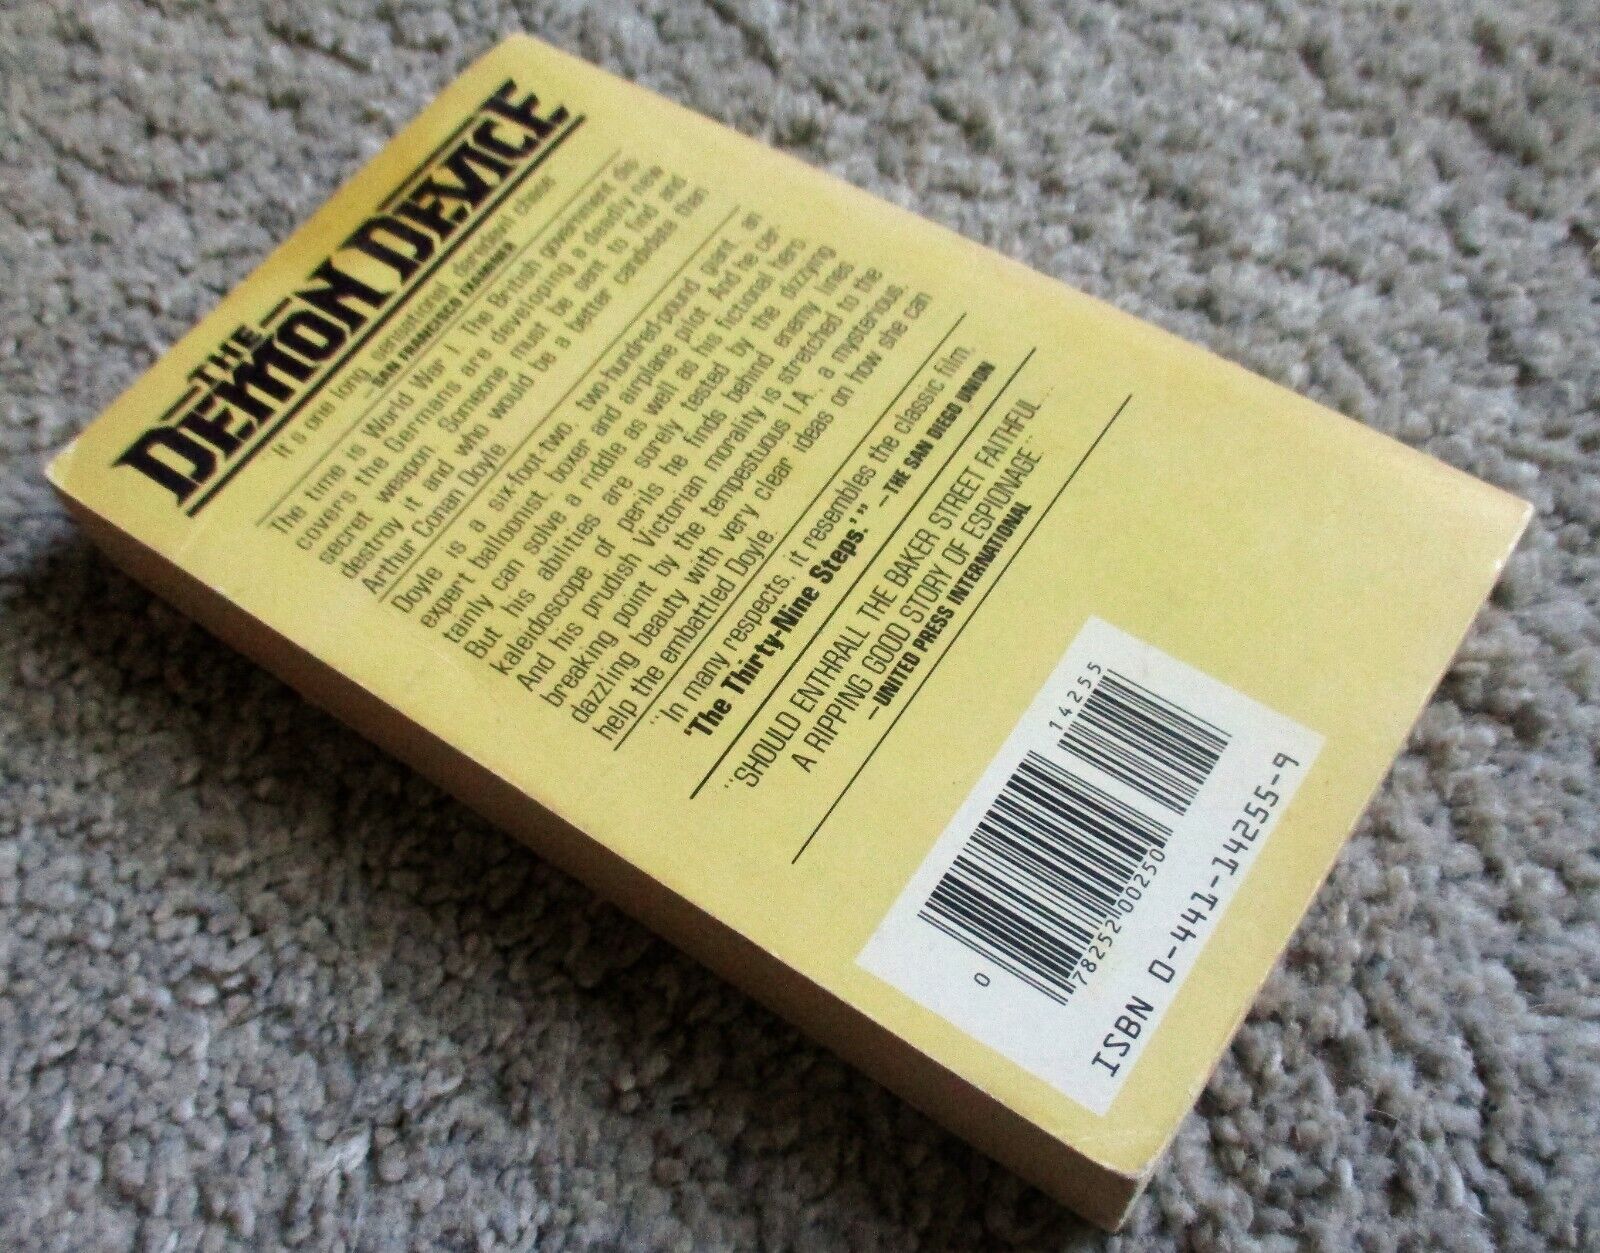 THE
DEMON DEVICE
It's one long, sensational, derisdoyl chase"
—SAN FRANCISCO EXAMINER
The time is World War I. The British government dis-
covers the Germans are developing a deadly new
secret weapon. Someone must be sent to find and
destroy it and who would be a better candidate than
Arthur Conan Doyle.
Doyle is a six-foot-two, two-hundred-pound giant, an
expert balloonist, boxer and airplane pilot. And he cer-
tainly can solve a riddle as well as his fictional hero.
But his abilities are sorely tested by the dizzying
kaleidoscope of perils he finds behind enemy lines.
And his prudish Victorian morality is stretched to the
breaking point by the tempestuous I.A., a mysterious,
dazzling beauty with very clear ideas on how she can
help the embattled Doyle.
"In many respects, it resembles the classic film,
'The Thirty-Nine Steps.'" —THE SAN DIEGO UNION
"SHOULD ENTHRALL THE BAKER STREET FAITHFUL...
A RIPPING GOOD STORY OF ESPIONAGE"
—UNITED PRESS INTERNATIONAL
14255
0
78252 00250
ISBN 0-441-14255-9